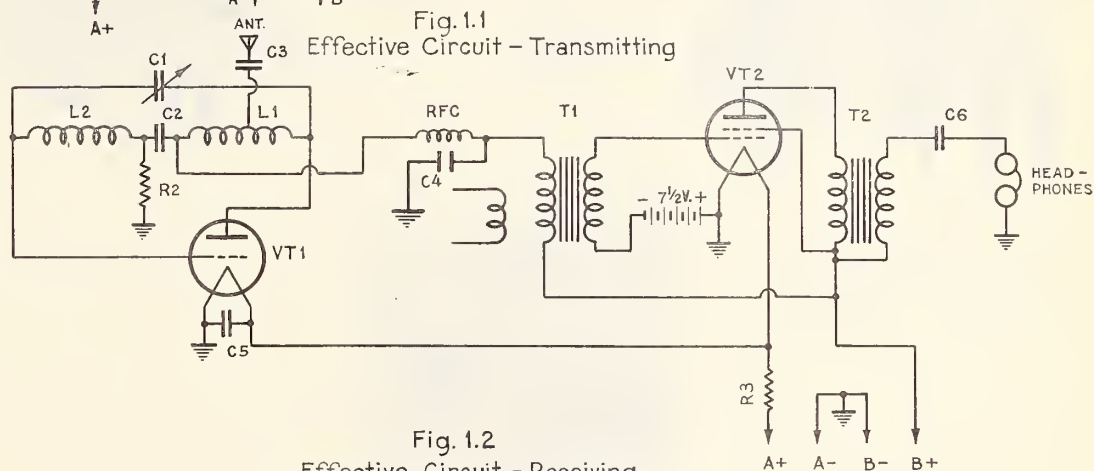 A+
A+
B
Fig. 1.1
Effective Circuit – Transmitting
ANT.
C3
C1
L2
C2
L1
R2
VT1
C5
RFC
C4
T1
VT2
- 7½V. +
T2
C6
HEAD-
PHONES
R3
A+ A- B- B+
Fig. 1.2
Effective Circuit – Receiving